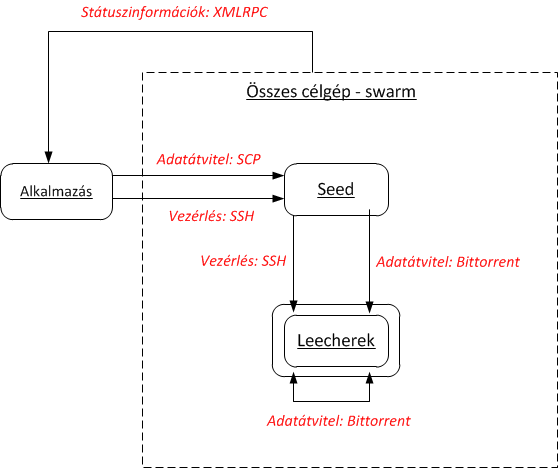 Státuszinformációk: XMLRPC
Összes célgép - swarm
Adatátvitel: SCP
Alkalmazás
Seed
Vezérlés: SSH
Vezérlés: SSH
Adatátvitel: Bittorrent
Leecherek
Adatátvitel: Bittorrent